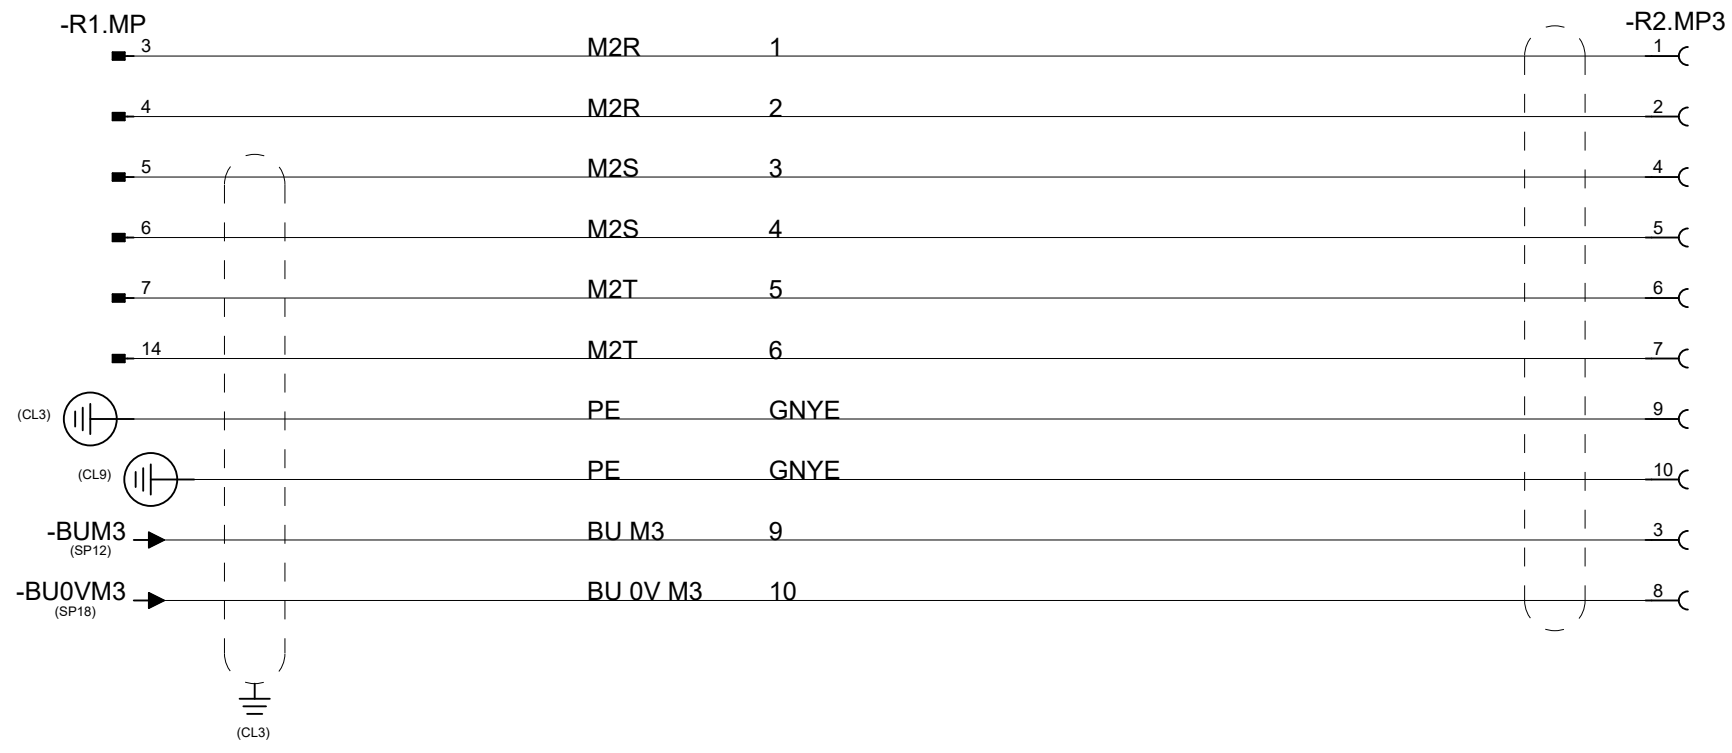 -R1.MP -R2.MP3
3 M2R 1 1
4 M2R 2 2
5 M2S 3 4
6 M2S 4 5
7 M2T 5 6
14 M2T 6 7
(CL3) PE GNYE 9
(CL9) PE GNYE 10
-BUM3 BU M3 9 3
(SP12)
-BU0VM3 BU 0V M3 10 8
(SP18)
(CL3)